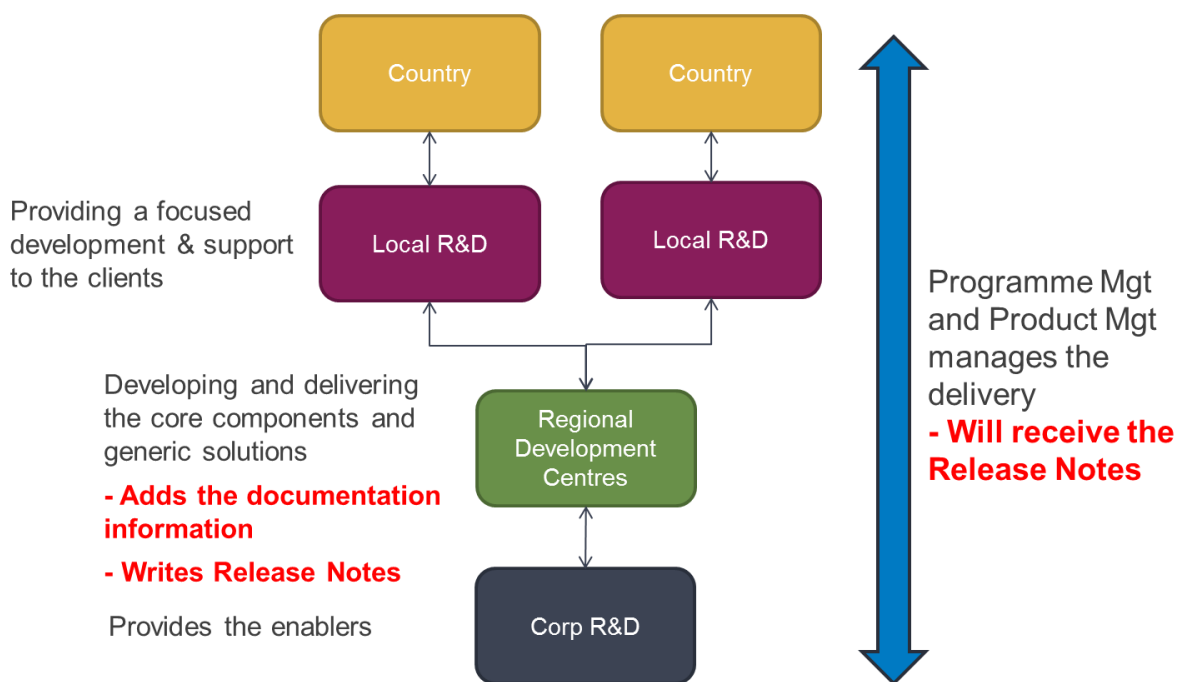 Country
Country
Providing a focused
development & support
to the clients
Local R&D
Local R&D
Programme Mgt
and Product Mgt
manages the
delivery
- Will receive the
Release Notes
Developing and delivering
the core components and
generic solutions
- Adds the documentation
information
- Writes Release Notes
Regional
Development
Centres
Provides the enablers
Corp R&D